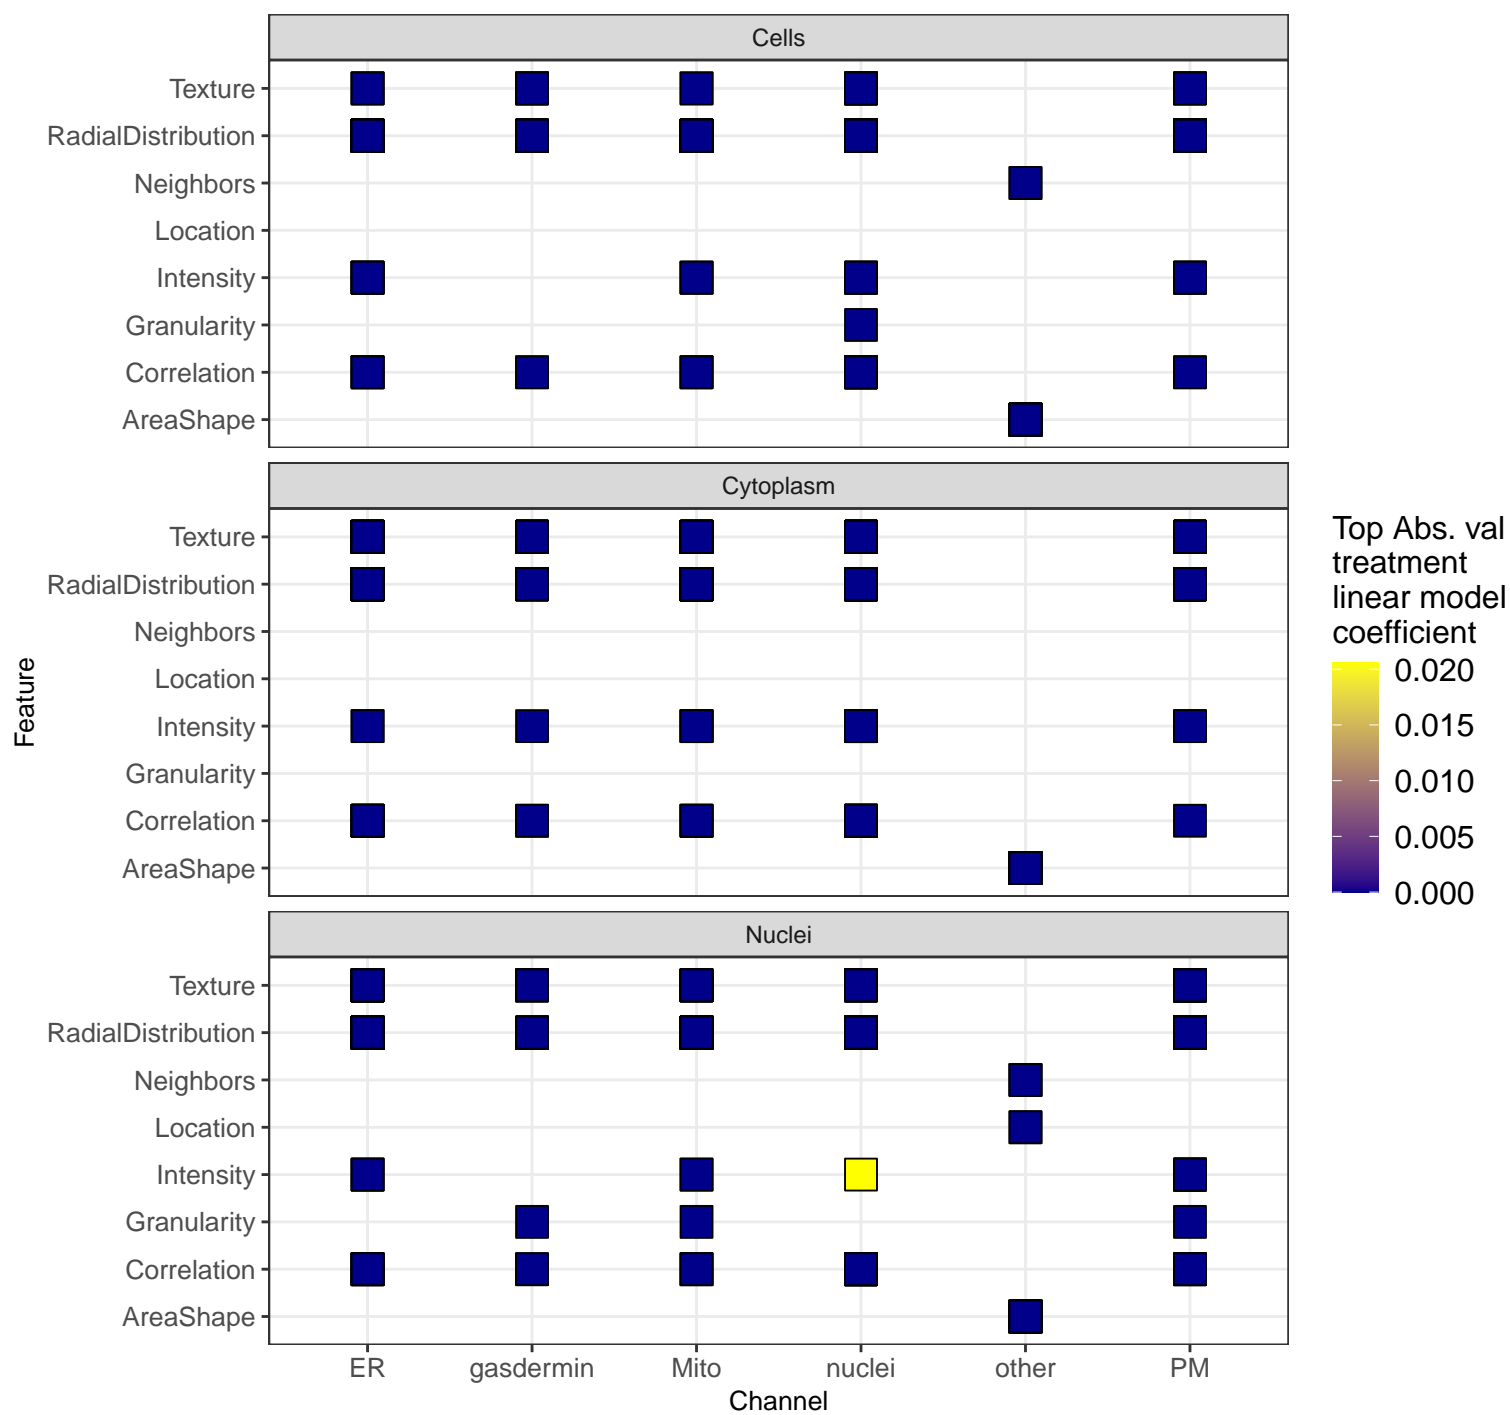 Cells
Texture
RadialDistribution
Neighbors
Location
Intensity
Granularity
Correlation
AreaShape
Cytoplasm
Texture
RadialDistribution
Neighbors
Location
Intensity
Granularity
Correlation
AreaShape
Nuclei
Texture
RadialDistribution
Neighbors
Location
Intensity
Granularity
Correlation
AreaShape
ER gasdermin Mito nuclei other PM
Channel
Feature
Top Abs. val
treatment
linear model
coefficient
0.020
0.015
0.010
0.005
0.000